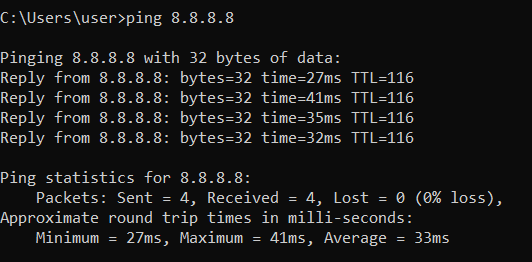 C:\Users\user>ping 8.8.8.8
Pinging 8.8.8.8 with 32 bytes of data:
Reply from 8.8.8.8: bytes=32 time=27ms TTL=116
Reply from 8.8.8.8: bytes=32 time=41ms TTL=116
Reply from 8.8.8.8: bytes=32 time=35ms TTL=116
Reply from 8.8.8.8: bytes=32 time=32ms TTL=116
Ping statistics for 8.8.8.8:
    Packets: Sent = 4, Received = 4, Lost = 0 (0% loss),
Approximate round trip times in milli-seconds:
    Minimum = 27ms, Maximum = 41ms, Average = 33ms